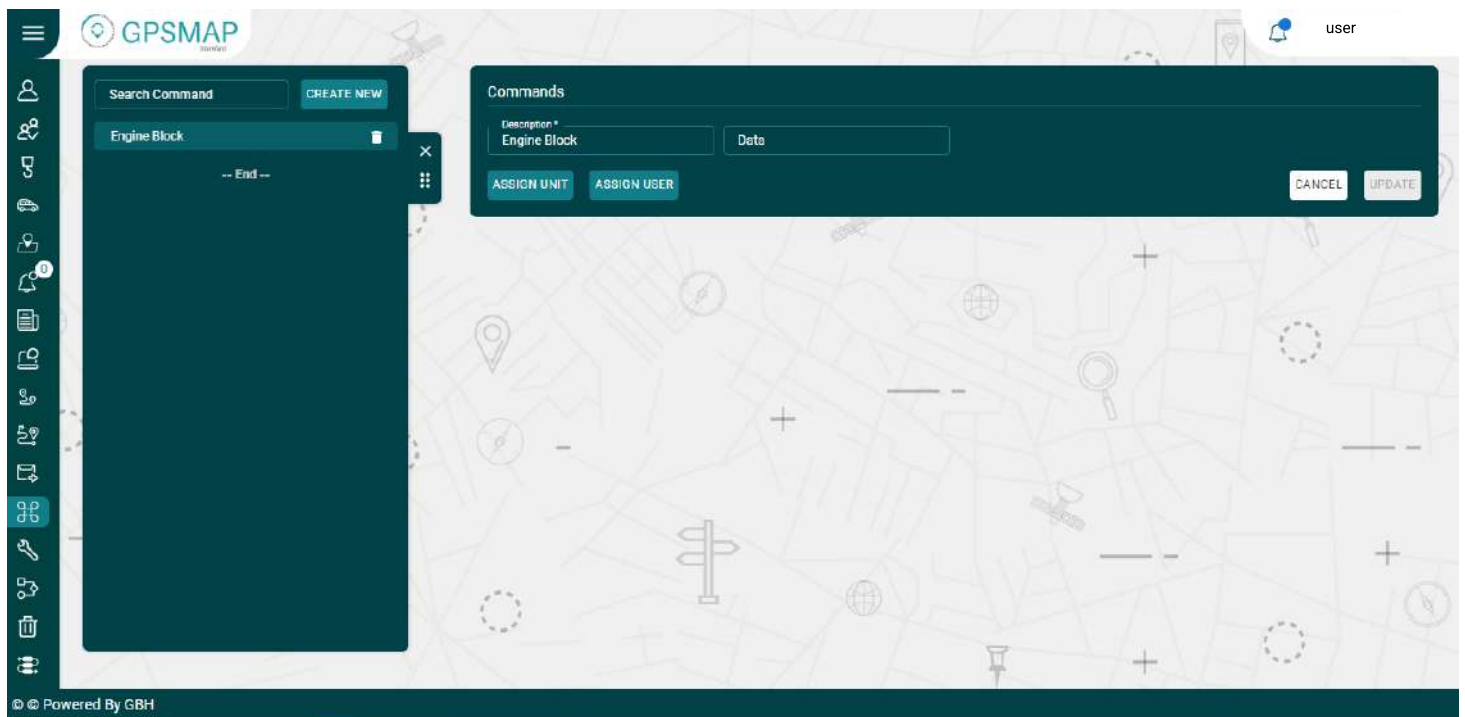 GPSMAP
user
Search Command
CREATE NEW
Engine Block
-- End --
Commands
Description *
Engine Block
Data
ASSIGN UNIT
ASSIGN USER
CANCEL
UPDATE
0
© © Powered By GBH